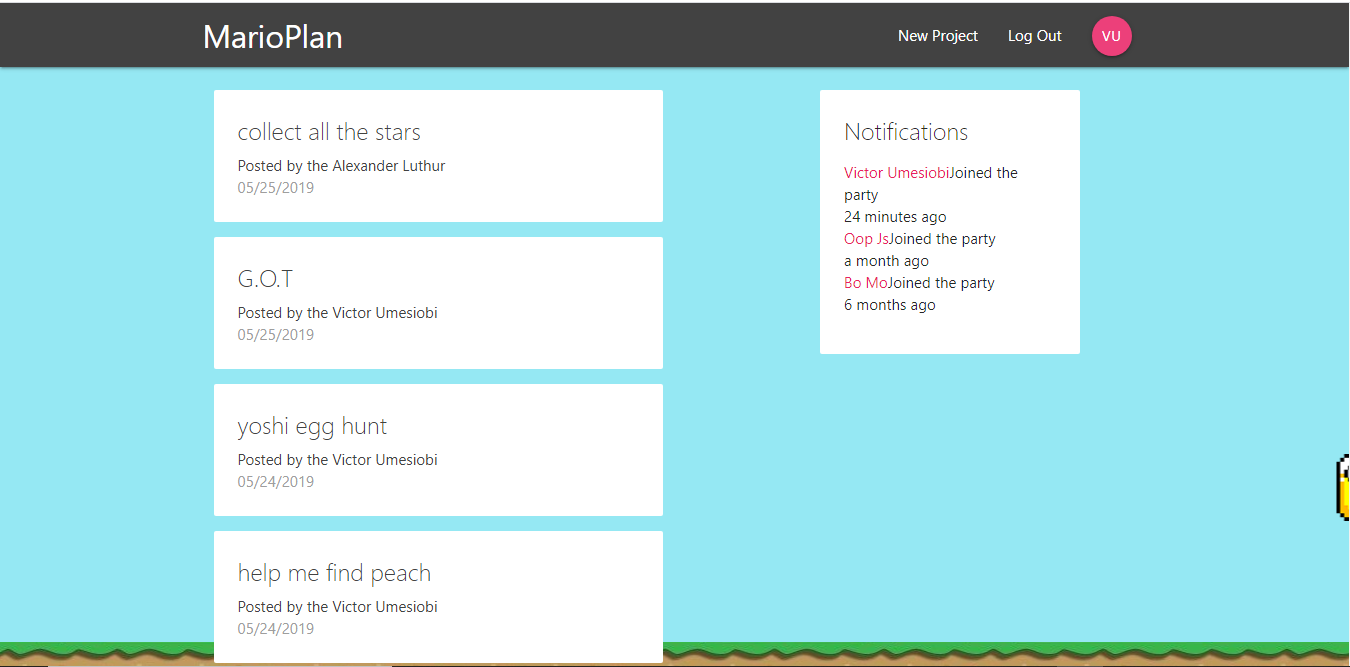 MarioPlan
New Project
Log Out
VU
collect all the stars
Posted by the Alexander Luthur
05/25/2019
G.O.T
Posted by the Victor Umesiobi
05/25/2019
yoshi egg hunt
Posted by the Victor Umesiobi
05/24/2019
help me find peach
Posted by the Victor Umesiobi
05/24/2019
Notifications
Victor UmesiobiJoined the
party
24 minutes ago
Oop JsJoined the party
a month ago
Bo MoJoined the party
6 months ago